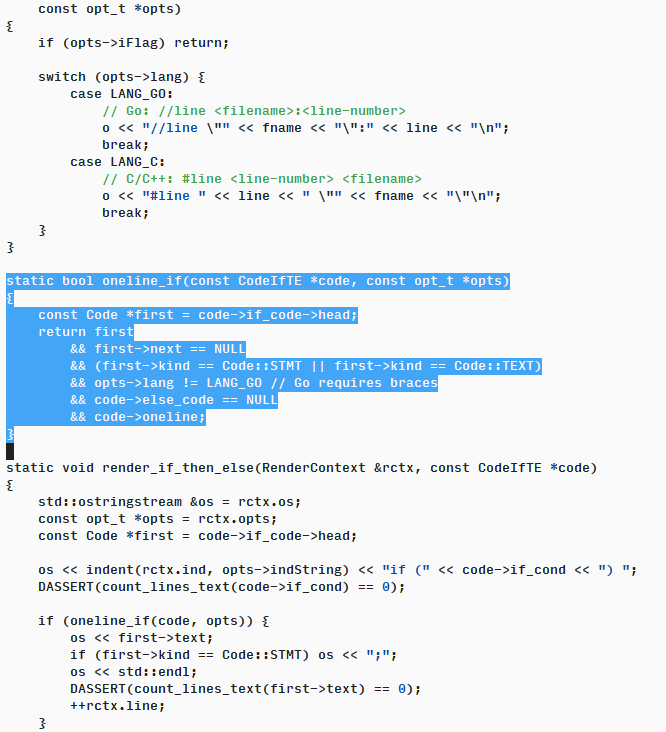 const opt_t *opts)
{
    if (opts->iFlag) return;

    switch (opts->lang) {
        case LANG_GO:
            // Go: //line <filename>:<line-number>
            o << "//line \"" << fname << "\":" << line << "\n";
            break;
        case LANG_C:
            // C/C++: #line <line-number> <filename>
            o << "#line " << line << " \"" << fname << "\"\n";
            break;
    }
}

static bool oneline_if(const CodeIfTE *code, const opt_t *opts)
{
    const Code *first = code->if_code->head;
    return first
        && first->next == NULL
        && (first->kind == Code::STMT || first->kind == Code::TEXT)
        && opts->lang != LANG_GO // Go requires braces
        && code->else_code == NULL
        && code->oneline;
}

static void render_if_then_else(RenderContext &rctx, const CodeIfTE *code)
{
    std::ostringstream &os = rctx.os;
    const opt_t *opts = rctx.opts;
    const Code *first = code->if_code->head;

    os << indent(rctx.ind, opts->indString) << "if (" << code->if_cond << ") ";
    DASSERT(count_lines_text(code->if_cond) == 0);

    if (oneline_if(code, opts)) {
        os << first->text;
        if (first->kind == Code::STMT) os << ";";
        os << std::endl;
        DASSERT(count_lines_text(first->text) == 0);
        ++rctx.line;
    }